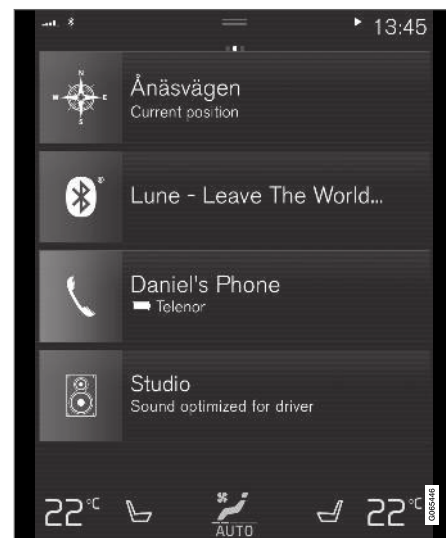 13:45
N
W E
S
Ånäsvägen
Current position
Lune - Leave The World...
Daniel's Phone
Telenor
Studio
Sound optimized for driver
22°C
AUTO
22°C
G065446